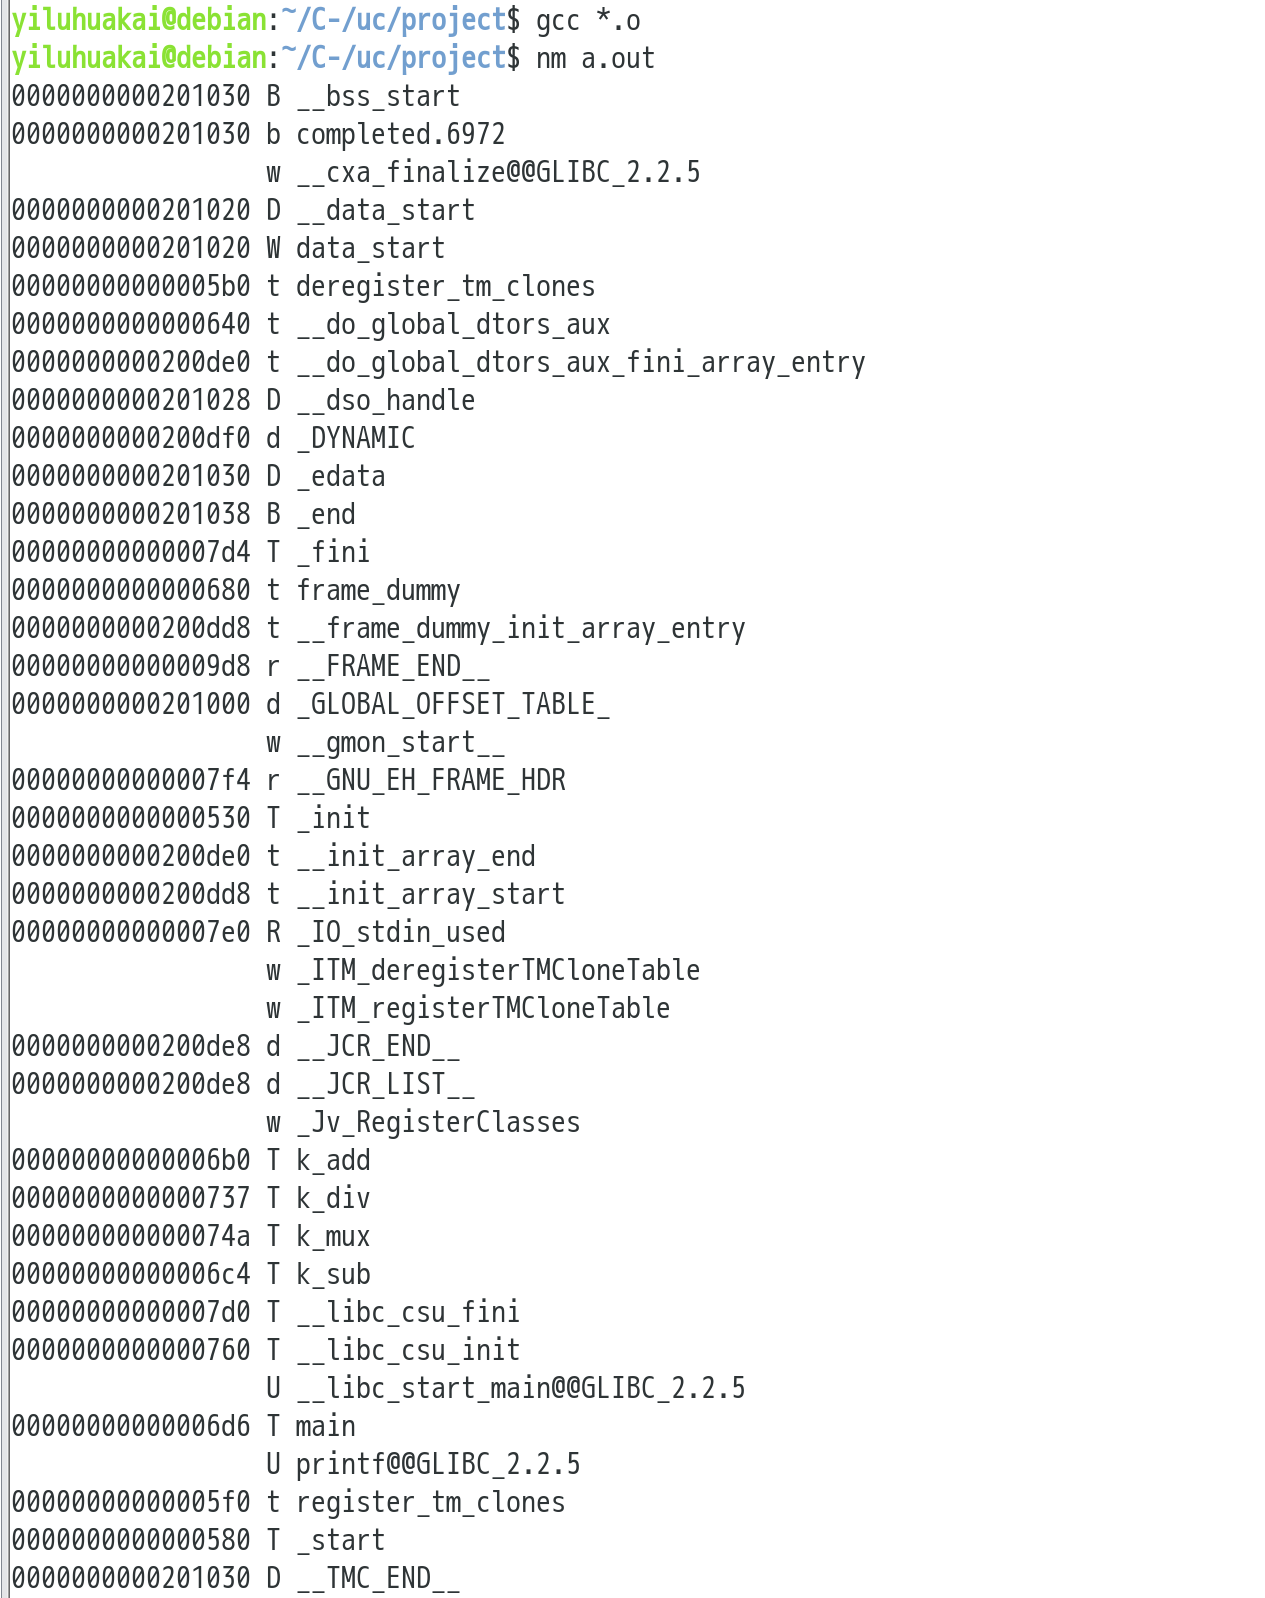 yiluhuakai@debian:~/C-/uc/project$ gcc *.o
yiluhuakai@debian:~/C-/uc/project$ nm a.out
0000000000201030 B __bss_start
0000000000201030 b completed.6972
                 w __cxa_finalize@@GLIBC_2.2.5
0000000000201020 D __data_start
0000000000201020 W data_start
00000000000005b0 t deregister_tm_clones
0000000000000640 t __do_global_dtors_aux
0000000000200de0 t __do_global_dtors_aux_fini_array_entry
0000000000201028 D __dso_handle
0000000000200df0 d _DYNAMIC
0000000000201030 D _edata
0000000000201038 B _end
00000000000007d4 T _fini
0000000000000680 t frame_dummy
0000000000200dd8 t __frame_dummy_init_array_entry
00000000000009d8 r __FRAME_END__
0000000000201000 d _GLOBAL_OFFSET_TABLE_
                 w __gmon_start__
00000000000007f4 r __GNU_EH_FRAME_HDR
0000000000000530 T _init
0000000000200de0 t __init_array_end
0000000000200dd8 t __init_array_start
00000000000007e0 R _IO_stdin_used
                 w _ITM_deregisterTMCloneTable
                 w _ITM_registerTMCloneTable
0000000000200de8 d __JCR_END__
0000000000200de8 d __JCR_LIST__
                 w _Jv_RegisterClasses
00000000000006b0 T k_add
0000000000000737 T k_div
000000000000074a T k_mux
00000000000006c4 T k_sub
00000000000007d0 T __libc_csu_fini
0000000000000760 T __libc_csu_init
                 U __libc_start_main@@GLIBC_2.2.5
00000000000006d6 T main
                 U printf@@GLIBC_2.2.5
00000000000005f0 t register_tm_clones
0000000000000580 T _start
0000000000201030 D __TMC_END__